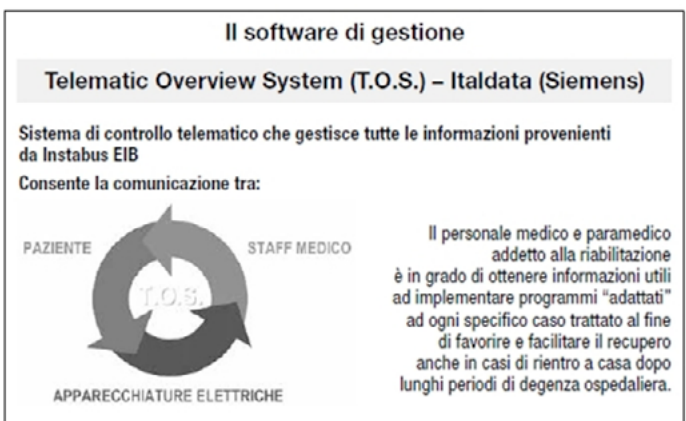 Il software di gestione
Telematic Overview System (T.O.S.) – Italdata (Siemens)
Sistema di controllo telematico che gestisce tutte le informazioni provenienti
da Instabus EIB
Consente la comunicazione tra:
PAZIENTE
STAFF MEDICO
T.O.S.
APPARECCHIATURE ELETTRICHE
Il personale medico e paramedico
addetto alla riabilitazione
è in grado di ottenere informazioni utili
ad implementare programmi “adattati”
ad ogni specifico caso trattato al fine
di favorire e facilitare il recupero
anche in casi di rientro a casa dopo
lunghi periodi di degenza ospedaliera.